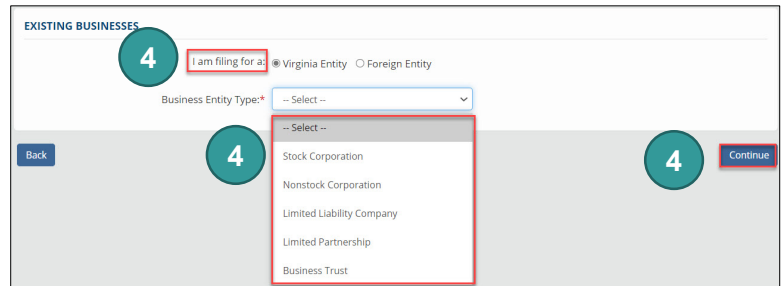 EXISTING BUSINESSES
4 I am filing for a: Virginia Entity Foreign Entity
Business Entity Type:* -- Select --
-- Select --
Back 4 Stock Corporation 4 Continue
Nonstock Corporation
Limited Liability Company
Limited Partnership
Business Trust